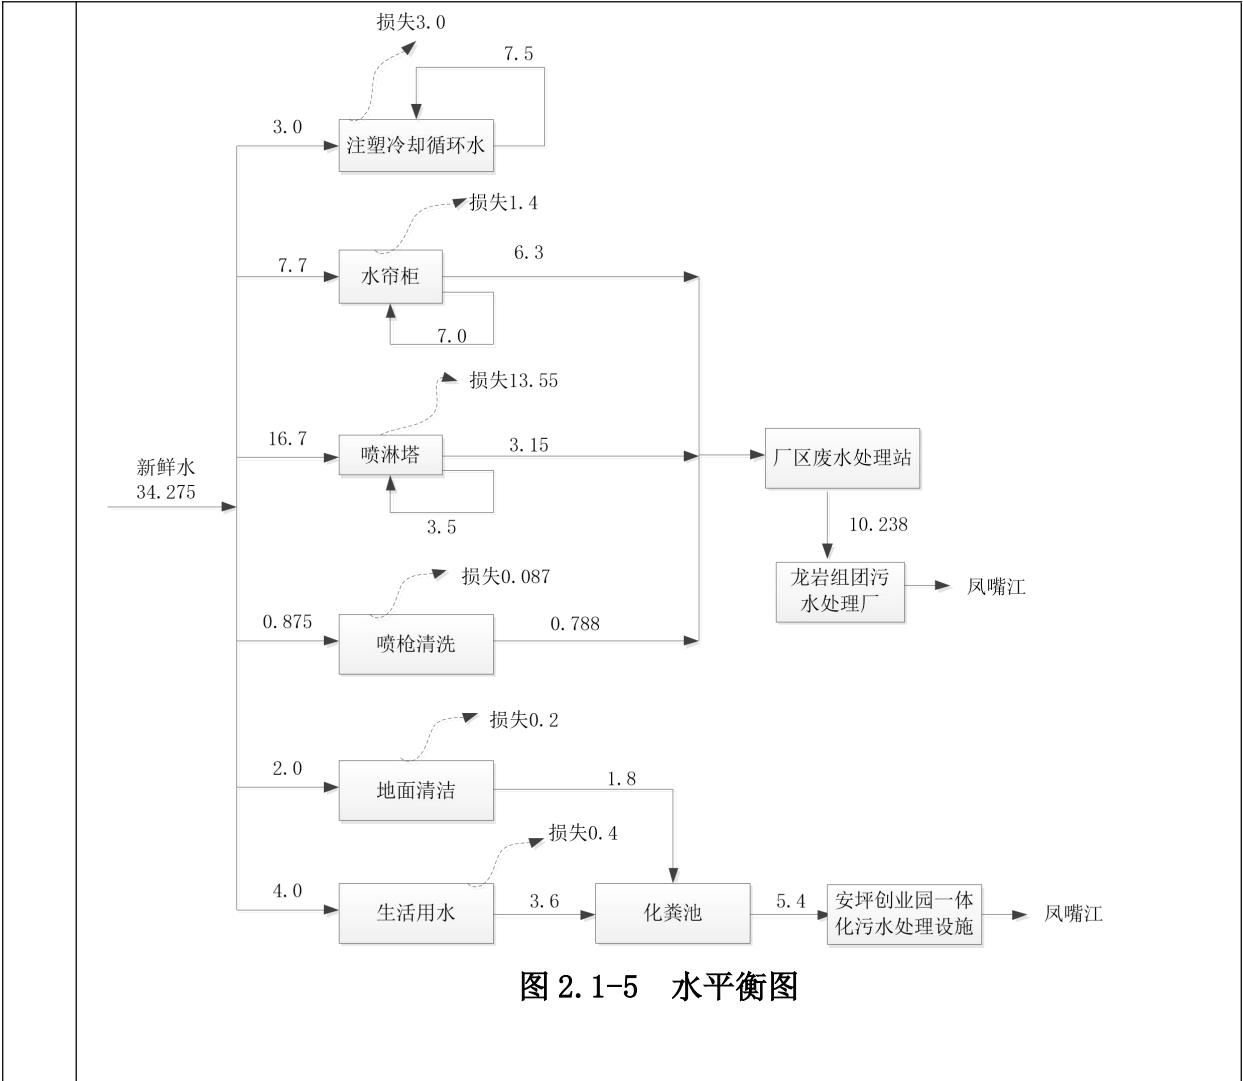 损失3.0
7.5
3.0
注塑冷却循环水
损失1.4
7.7
水帘柜
6.3
7.0
损失13.55
16.7
喷淋塔
3.15
3.5
新鲜水
34.275
厂区废水处理站
10.238
龙岩组团污
水处理厂
凤嘴江
损失0.087
0.875
喷枪清洗
0.788
损失0.2
2.0
地面清洁
1.8
损失0.4
4.0
生活用水
3.6
化粪池
5.4
安坪创业园一体
化污水处理设施
凤嘴江
图 2.1-5 水平衡图